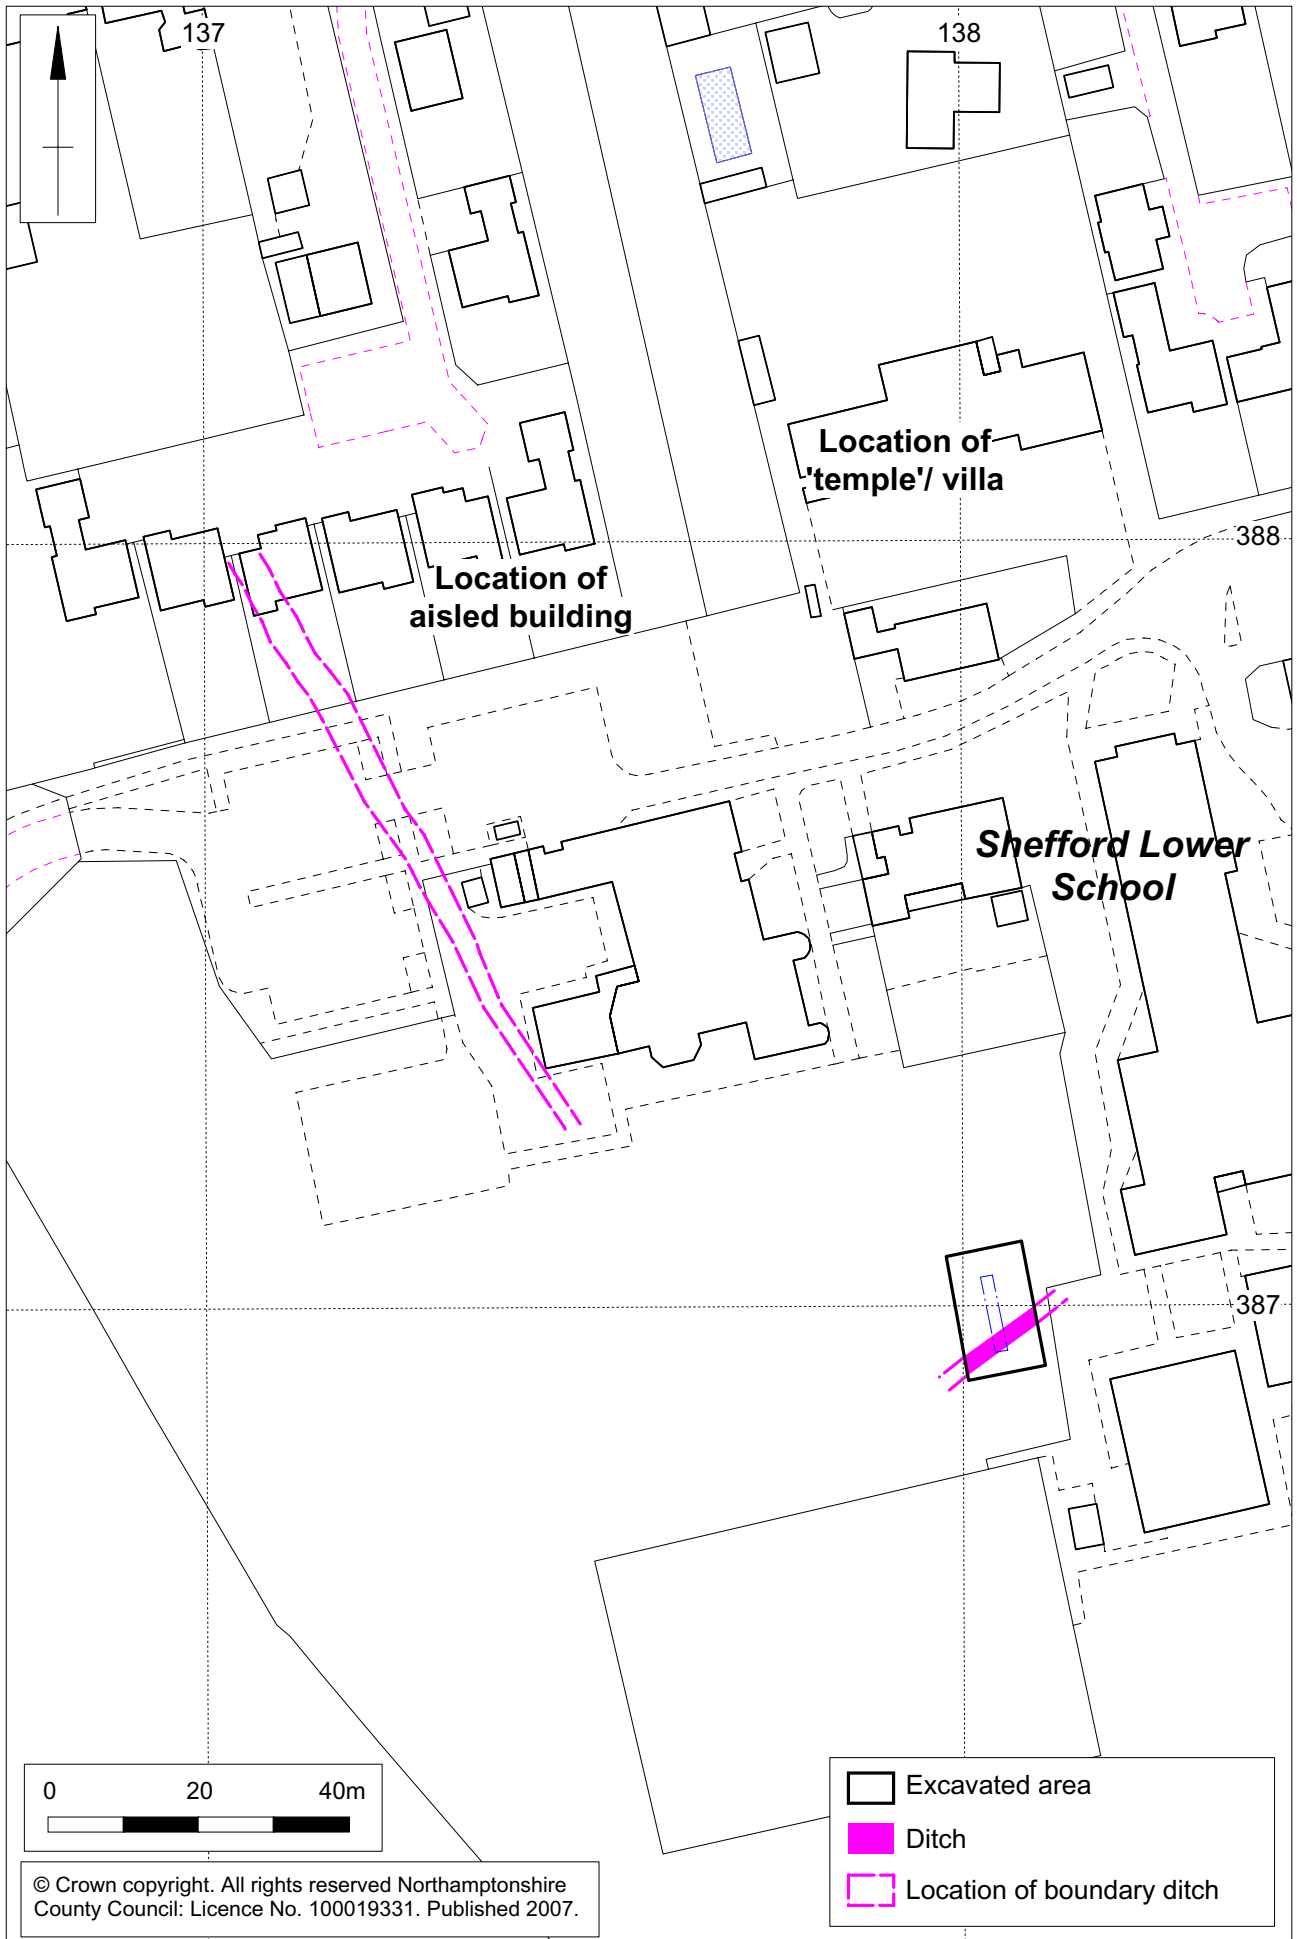 137
138
Location of
'temple'/ villa
388
Location of
aisled building
Shefford Lower
School
387
0 20 40m
Excavated area
Ditch
Location of boundary ditch
© Crown copyright. All rights reserved Northamptonshire
County Council: Licence No. 100019331. Published 2007.